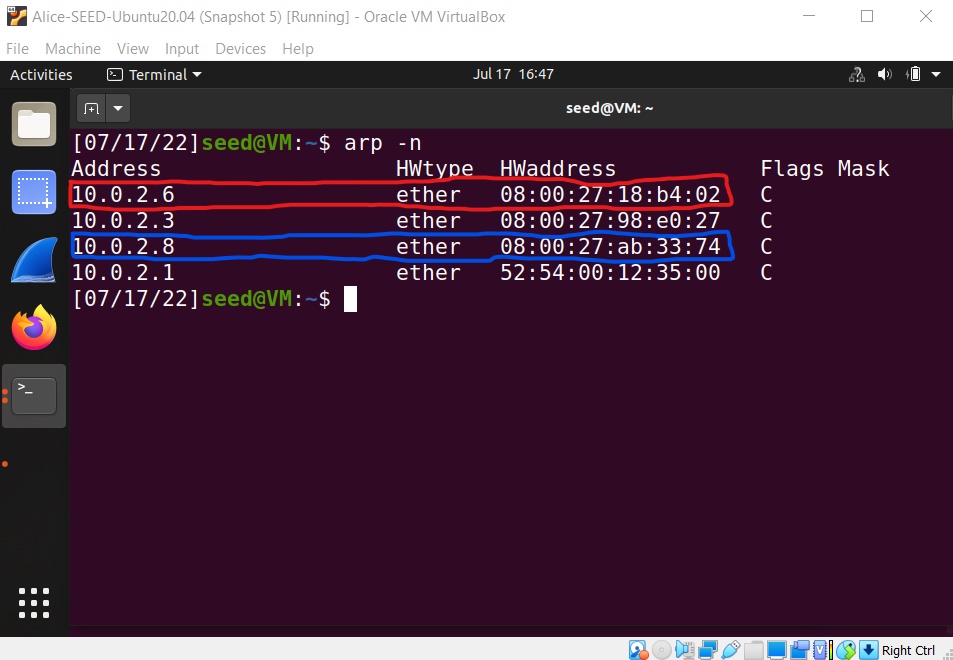 Alice-SEED-Ubuntu20.04 (Snapshot 5) [Running] - Oracle VM VirtualBox
File Machine View Input Devices Help
Activities Terminal Jul 17 16:47
seed@VM: ~
[07/17/22]seed@VM:~$ arp -n
Address HWtype HWaddress Flags Mask
10.0.2.6 ether 08:00:27:18:b4:02 C
10.0.2.3 ether 08:00:27:98:e0:27 C
10.0.2.8 ether 08:00:27:ab:33:74 C
10.0.2.1 ether 52:54:00:12:35:00 C
[07/17/22]seed@VM:~$
Right Ctrl